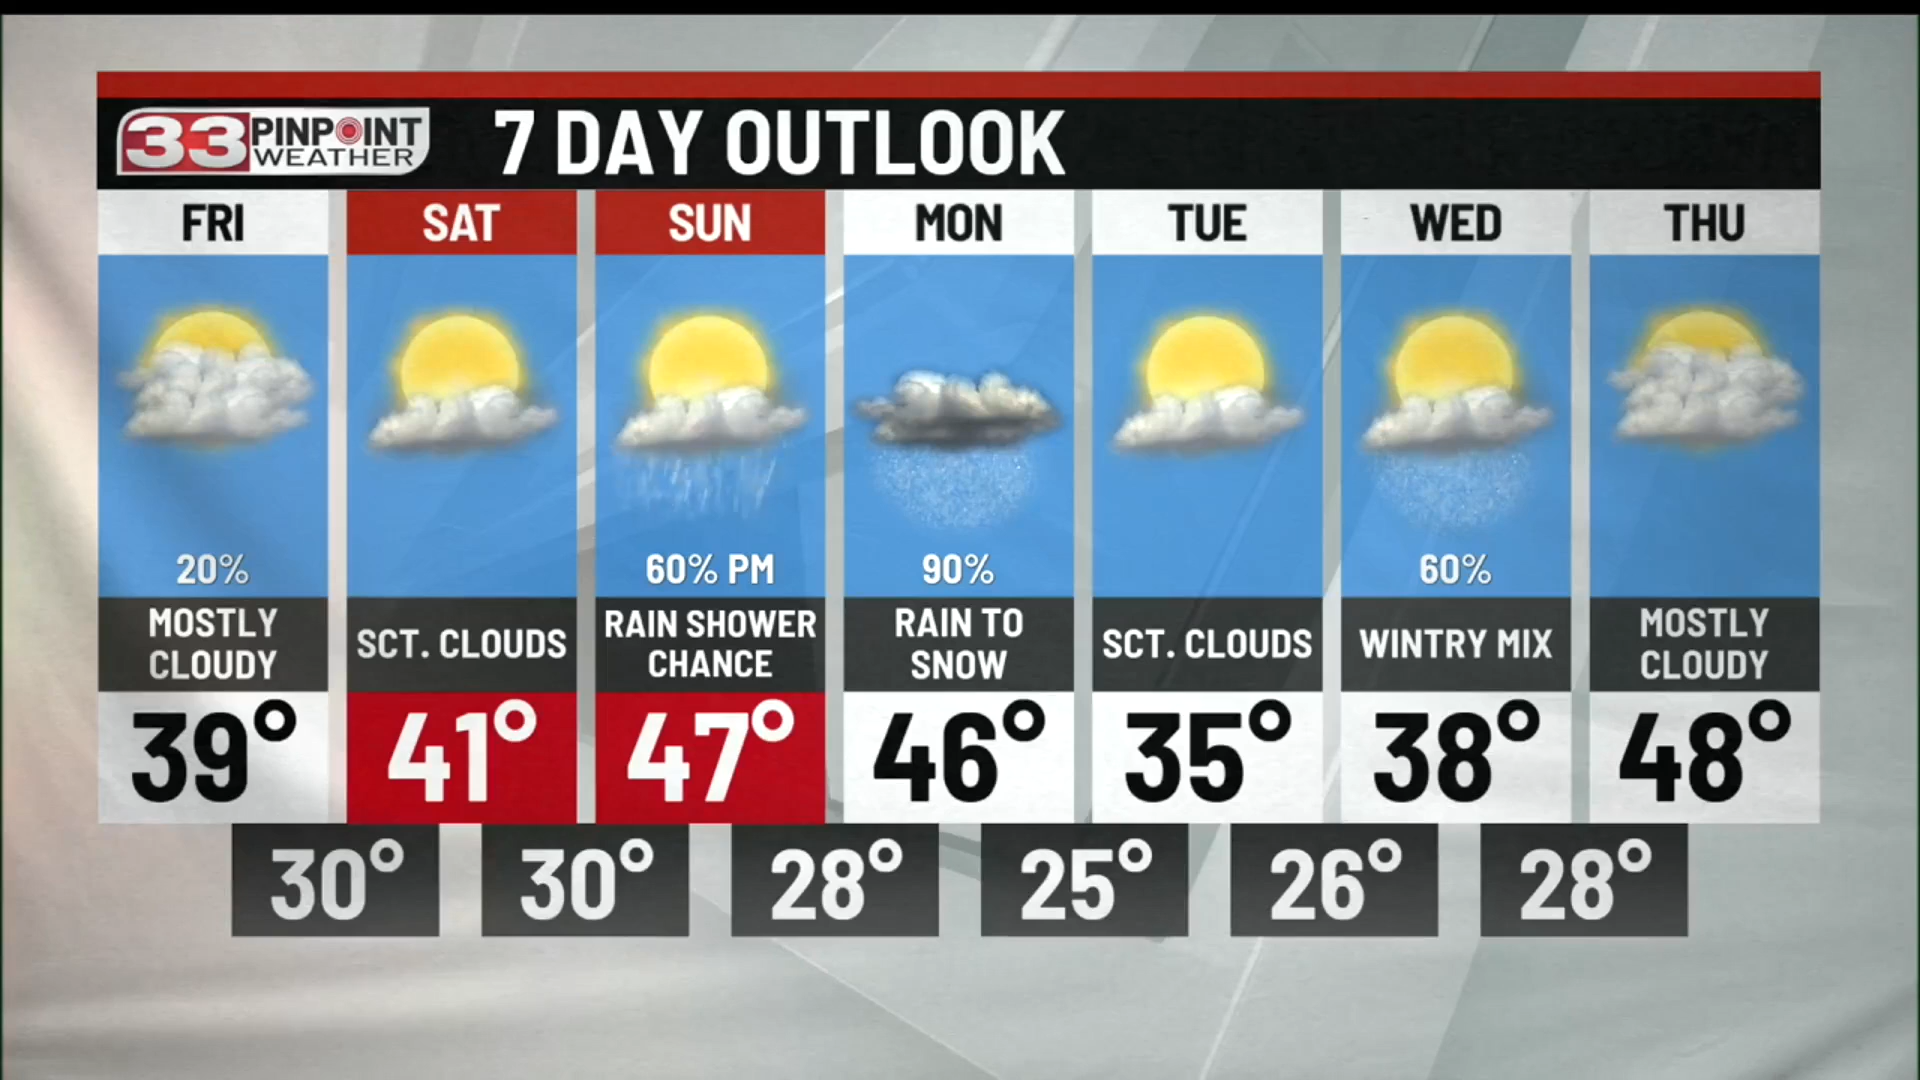 33 PINPOINT WEATHER
7 DAY OUTLOOK
FRI
SAT
SUN
MON
TUE
WED
THU
20%
60% PM
90%
60%
MOSTLY
CLOUDY
SCT. CLOUDS
RAIN SHOWER
CHANCE
RAIN TO
SNOW
SCT. CLOUDS
WINTRY MIX
MOSTLY
CLOUDY
39°
41°
47°
46°
35°
38°
48°
30°
30°
28°
25°
26°
28°